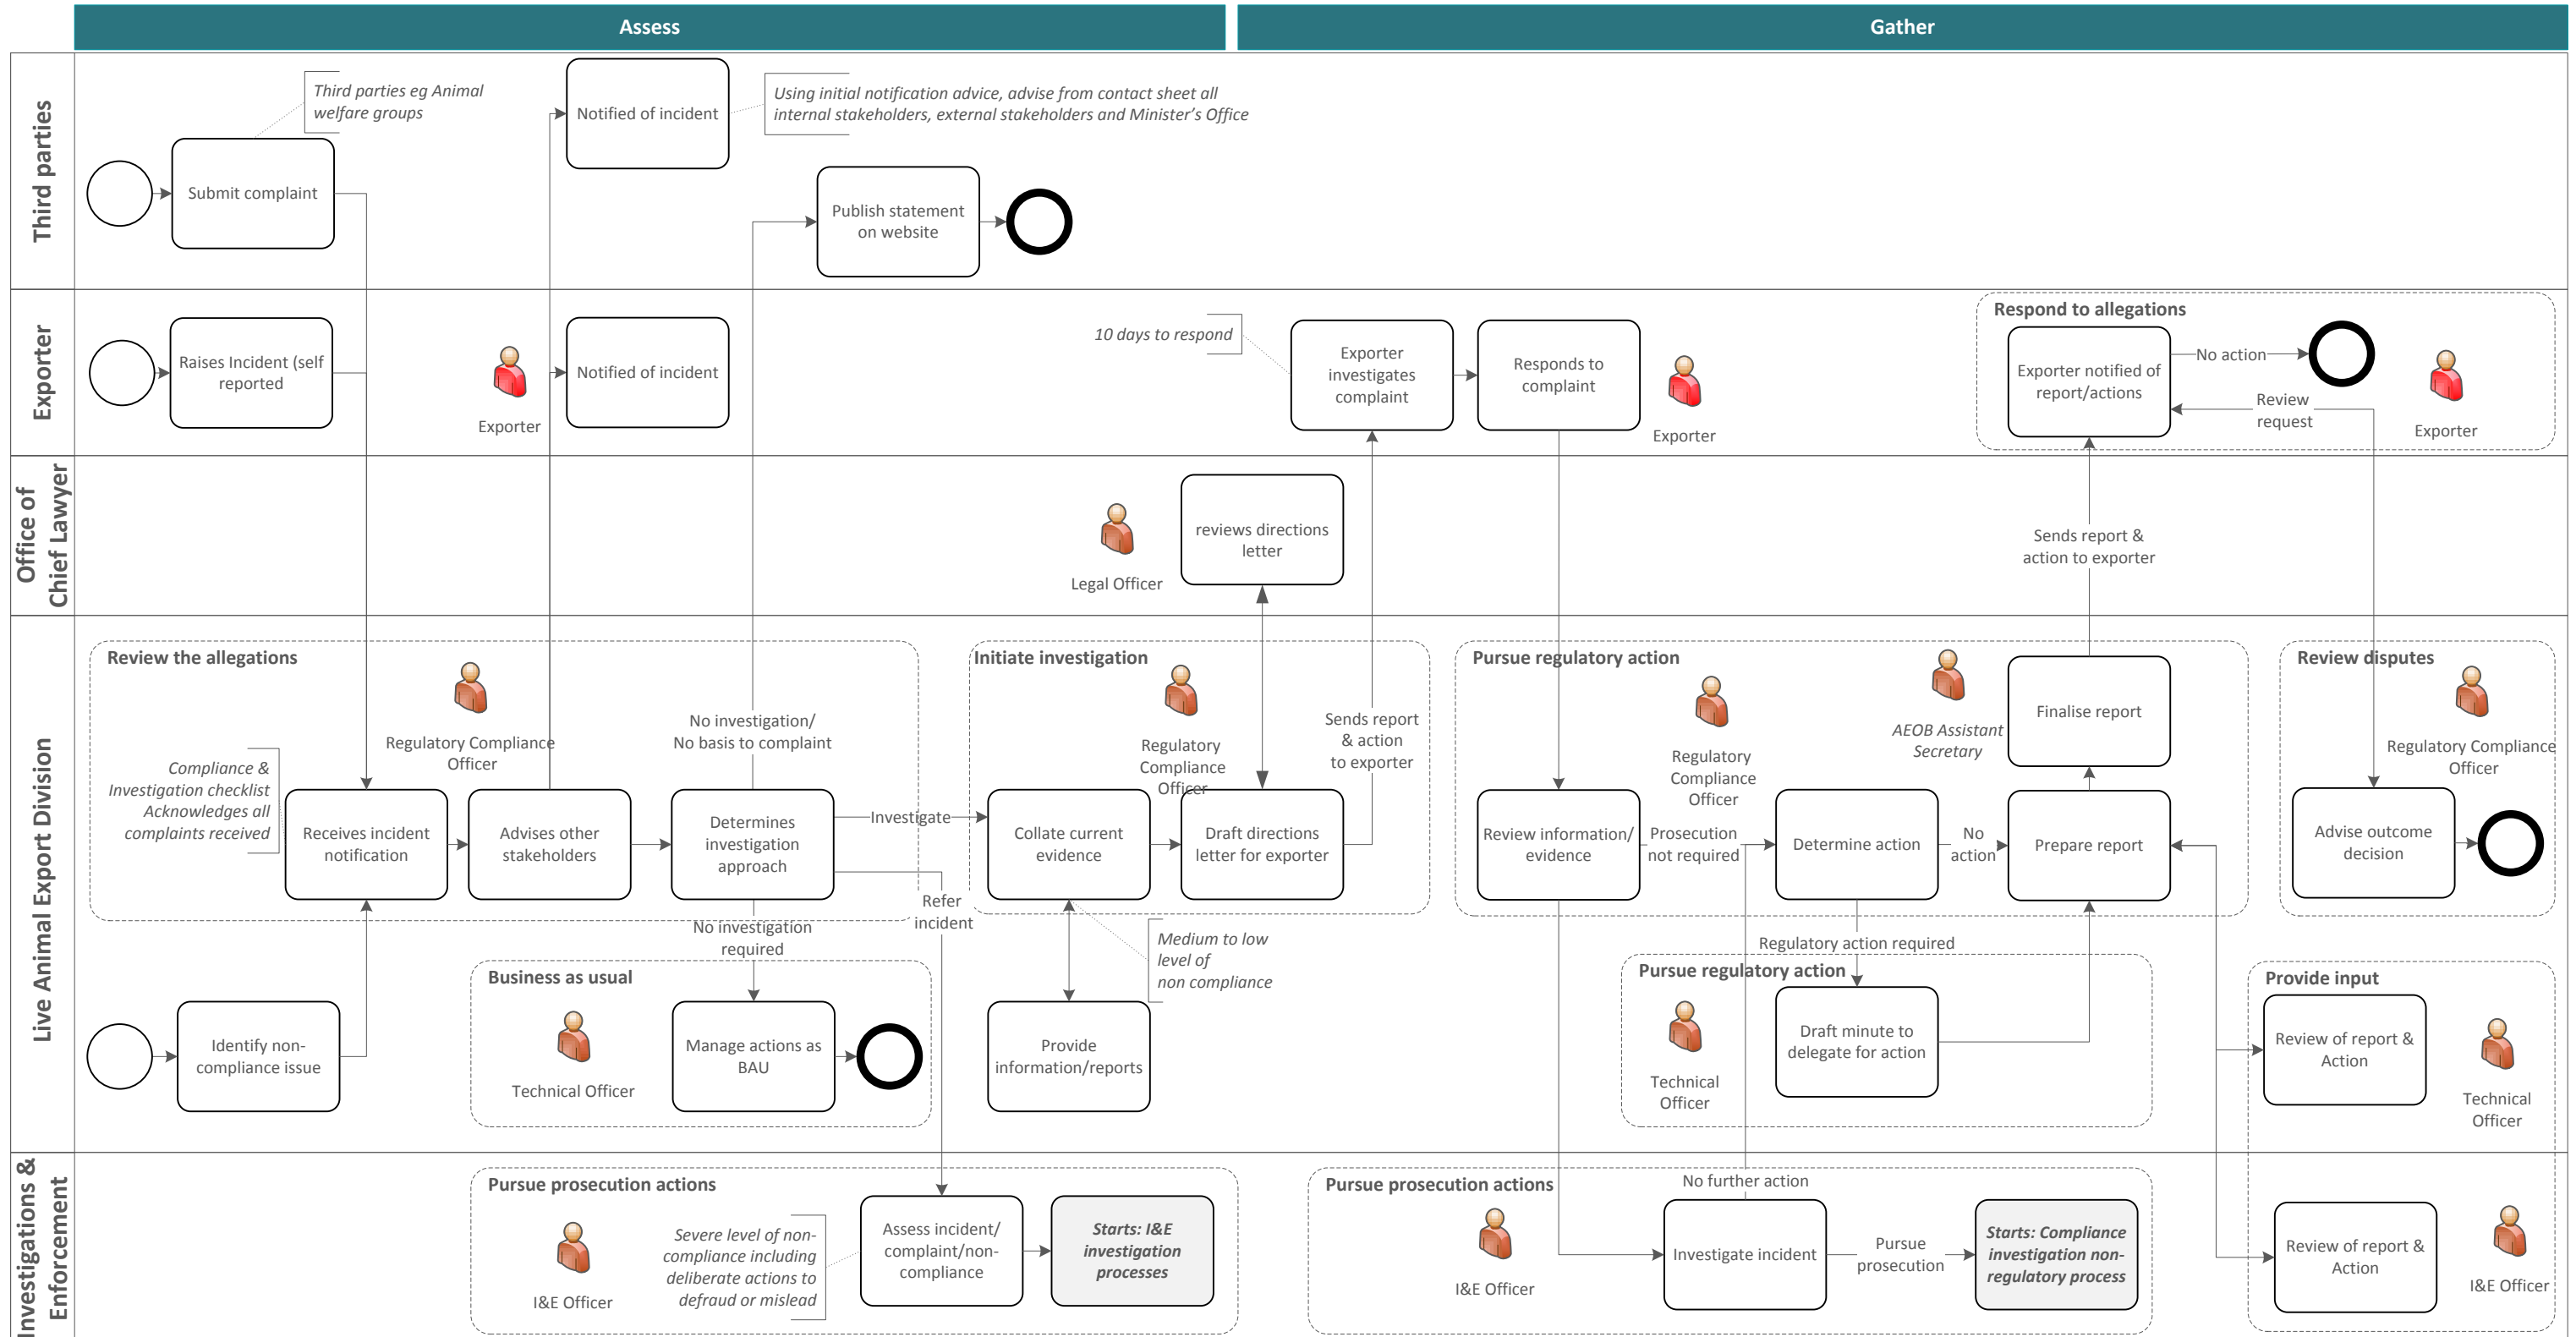 Assess
Gather
Third parties
Third parties eg Animal
welfare groups
Submit complaint
Notified of incident
Using initial notification advice, advise from contact sheet all
internal stakeholders, external stakeholders and Minister's Office
Publish statement
on website
Exporter
Raises Incident (self
reported
Exporter
Notified of incident
10 days to respond
Exporter
investigates
complaint
Responds to
complaint
Exporter
Respond to allegations
Exporter notified of
report/actions
No action
Review
request
Exporter
Office of
Chief Lawyer
Legal Officer
reviews directions
letter
Sends report &
action to exporter
Live Animal Export Division
Review the allegations
Regulatory Compliance
Officer
Compliance &
Investigation checklist
Acknowledges all
complaints received
Receives incident
notification
Advises other
stakeholders
No investigation/
No basis to complaint
Determines
investigation
approach
Investigate
Refer
incident
No investigation
required
Initiate investigation
Regulatory
Compliance
Officer
Collate current
evidence
Draft directions
letter for exporter
Sends report
& action
to exporter
Medium to low
level of
non compliance
Provide
information/reports
Pursue regulatory action
Regulatory
Compliance
Officer
AEOB Assistant
Secretary
Finalise report
Review information/
evidence
Prosecution
not required
Determine action
No
action
Prepare report
Regulatory action required
Review disputes
Regulatory Compliance
Officer
Advise outcome
decision
Identify non-
compliance issue
Business as usual
Technical Officer
Manage actions as
BAU
Pursue regulatory action
Technical
Officer
Draft minute to
delegate for action
Provide input
Review of report &
Action
Technical
Officer
Investigations &
Enforcement
Pursue prosecution actions
I&E Officer
Severe level of non-
compliance including
deliberate actions to
defraud or mislead
Assess incident/
complaint/non-
compliance
Starts: I&E
investigation
processes
Pursue prosecution actions
I&E Officer
No further action
Investigate incident
Pursue
prosecution
Starts: Compliance
investigation non-
regulatory process
Review of report &
Action
I&E Officer